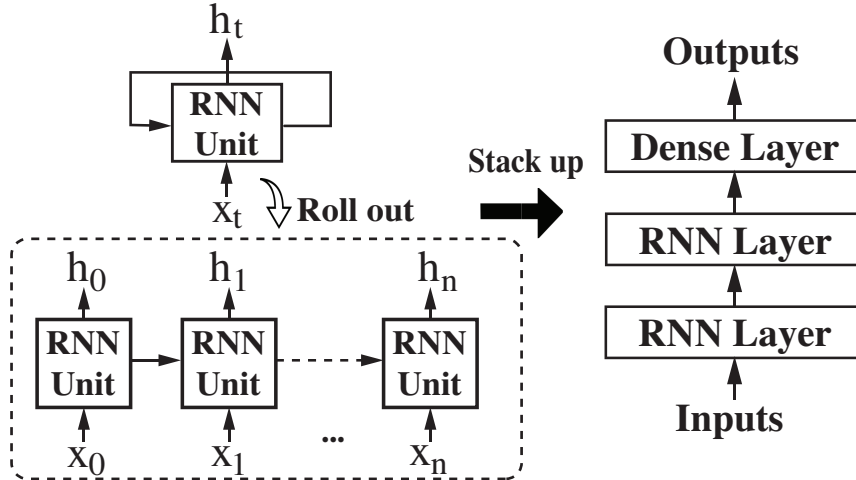 h_t
RNN
Unit
x_t
Roll out
h_0 h_1 h_n
RNN RNN RNN
Unit Unit Unit
...
x_0 x_1 x_n
Stack up
Outputs
Dense Layer
RNN Layer
RNN Layer
Inputs